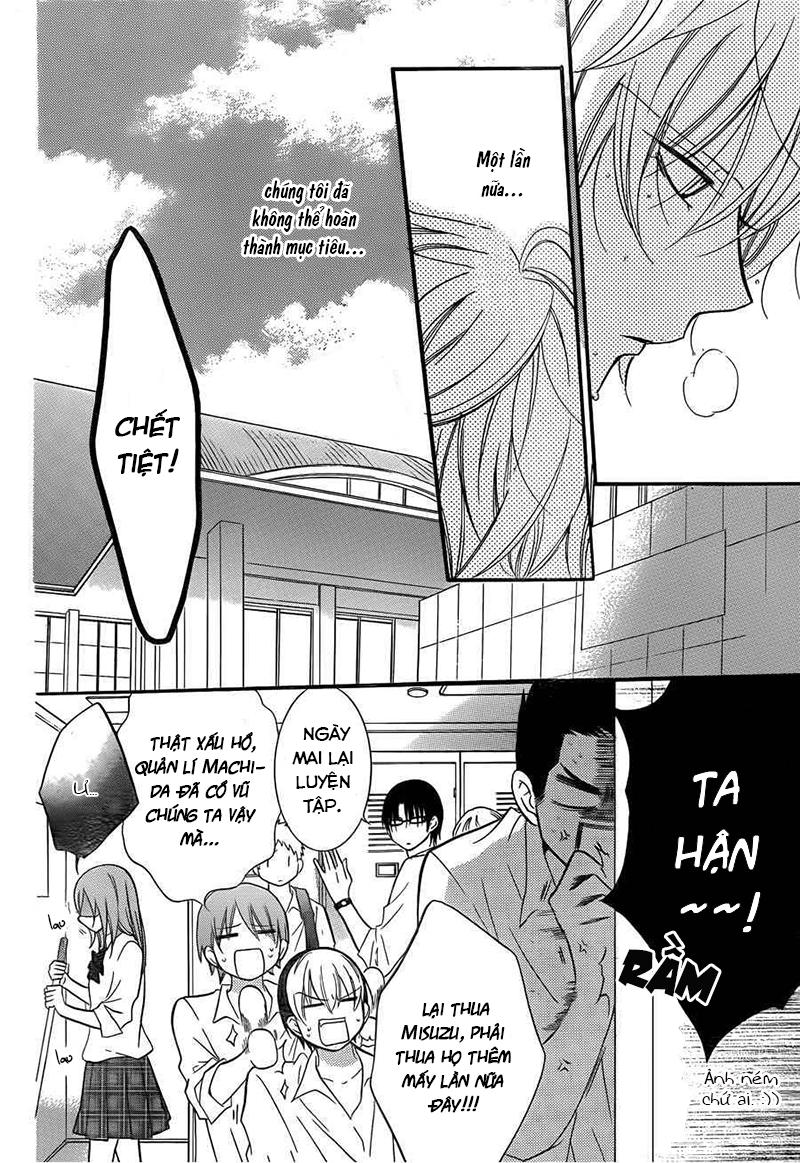 Một lần
nữa...
chúng tôi đã
không thể hoàn
thành mục tiêu...
CHẾT
TIỆT!
TA
HẬN
~~!
RẦM
Ảnh ném
chứ ai. :))
LẠI THUA
MISUZU, PHẢI
THUA HỌ THÊM
MẤY LẦN NỮA
ĐÂY!!!
NGÀY
MAI LẠI
LUYỆN
TẬP.
THẬT XẤU HỔ,
QUẢN LÍ MACHI-
DA ĐÃ CỔ VŨ
CHÚNG TA VẬY
MÀ...
Ư...
lau
lau
lau